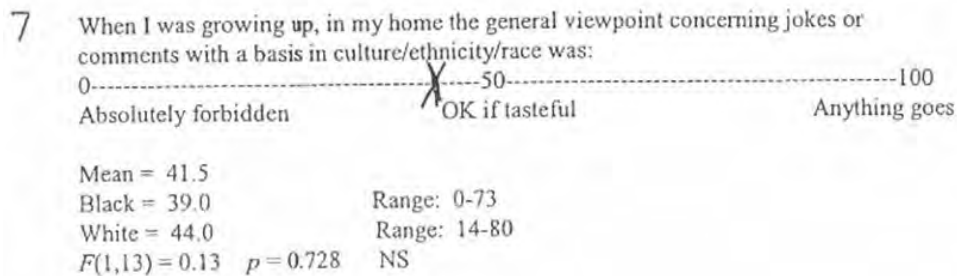 7 When I was growing up, in my home the general viewpoint concerning jokes or
comments with a basis in culture/ethnicity/race was:
0-------------------------------------------X-----50---------------------------------------------100
Absolutely forbidden OK if tasteful Anything goes
Mean = 41.5
Black = 39.0 Range: 0-73
White = 44.0 Range: 14-80
F(1,13) = 0.13 p = 0.728 NS